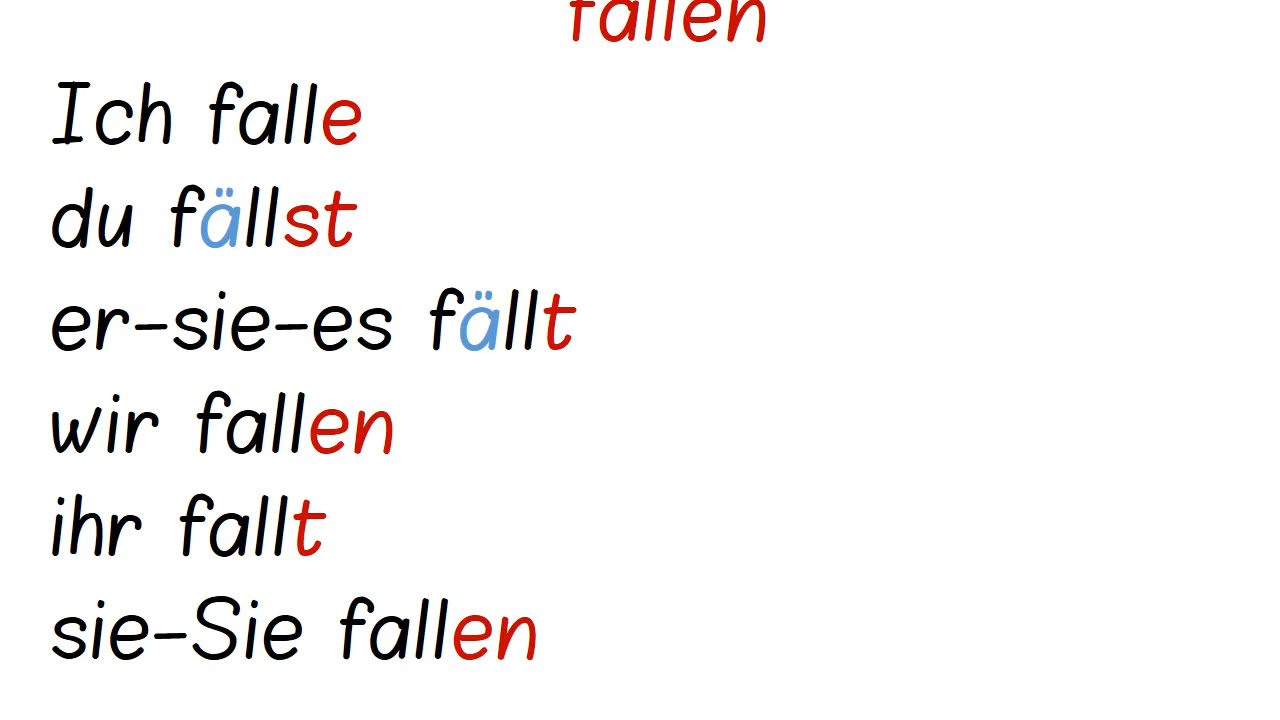 fallen
Ich falle
du fällst
er-sie-es fällt
wir fallen
ihr fallt
sie-Sie fallen